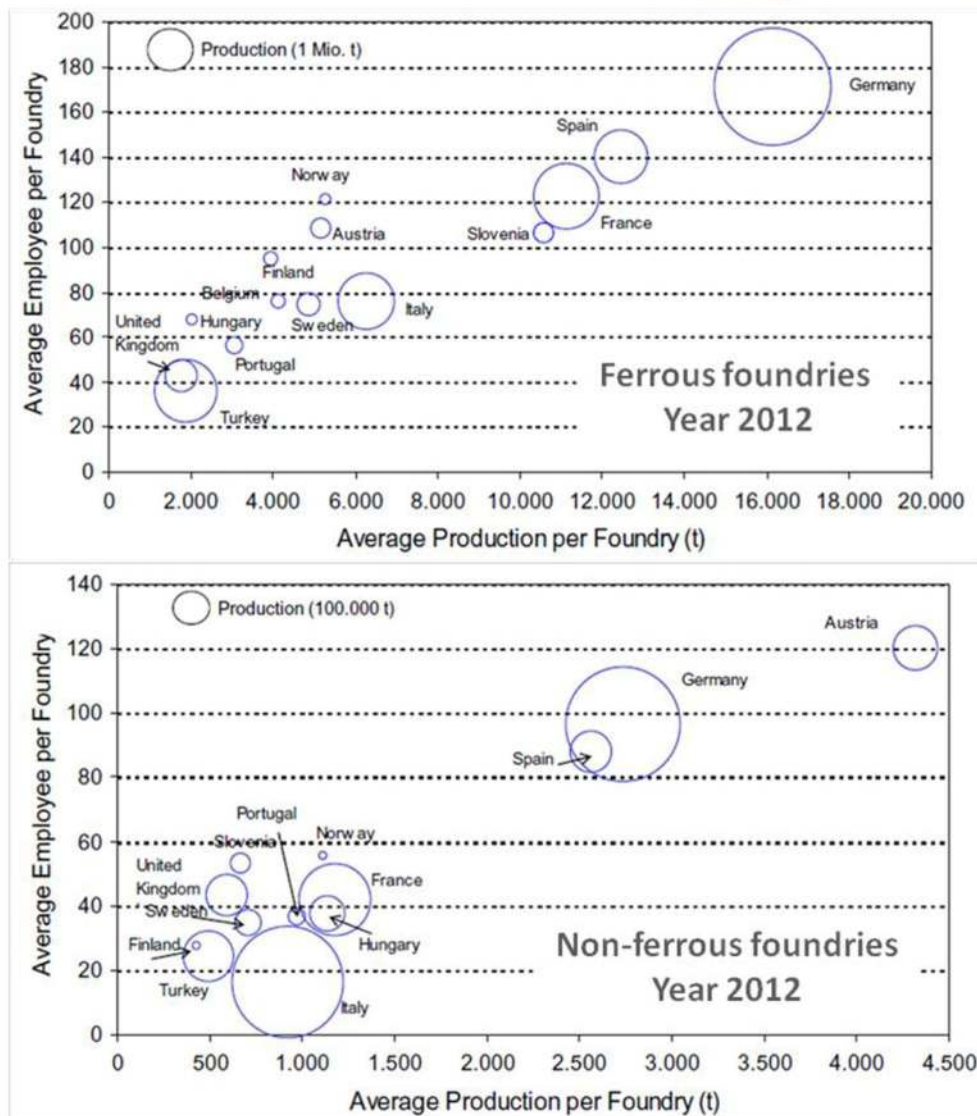 200
180
160
140
120
100
80
60
40
20
0
Average Employee per Foundry
Production (1 Mio. t)
Germany
Spain
Norway
France
Austria
Slovenia
Finland
Belgium
Italy
United
Kingdom
Hungary
Sweden
Portugal
Turkey
Ferrous foundries
Year 2012
0 2.000 4.000 6.000 8.000 10.000 12.000 14.000 16.000 18.000 20.000
Average Production per Foundry (t)
140
120
100
80
60
40
20
0
Average Employee per Foundry
Production (100.000 t)
Austria
Germany
Spain
Portugal
Norway
Slovenia
United
Kingdom
France
Sweden
Hungary
Finland
Turkey
Italy
Non-ferrous foundries
Year 2012
0 500 1.000 1.500 2.000 2.500 3.000 3.500 4.000 4.500
Average Production per Foundry (t)